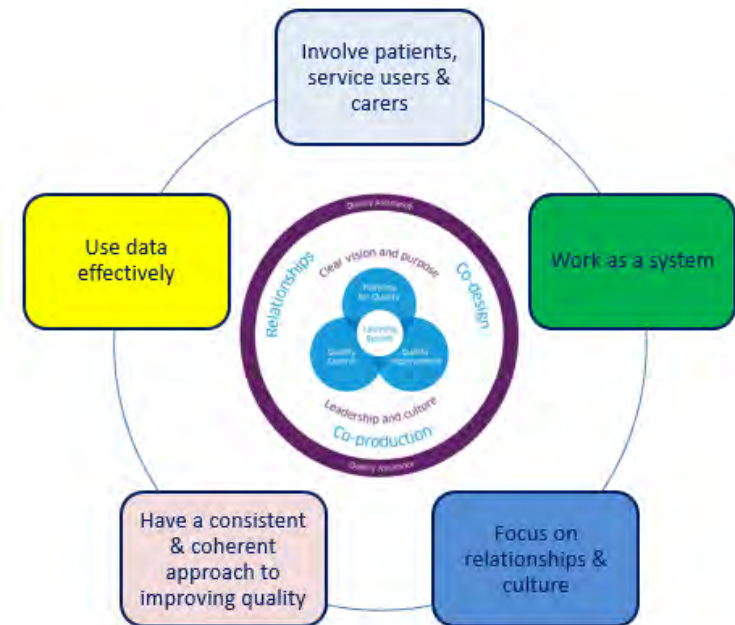 Involve patients,
service users &
carers
Use data
effectively
Work as a system
Quality Assurance
Relationships
Clear vision and purpose
Co-design
Planning
for Quality
Learning
System
Quality
Control
Quality
Improvement
Leadership and culture
Co-production
Quality Assurance
Have a consistent
& coherent
approach to
improving quality
Focus on
relationships &
culture